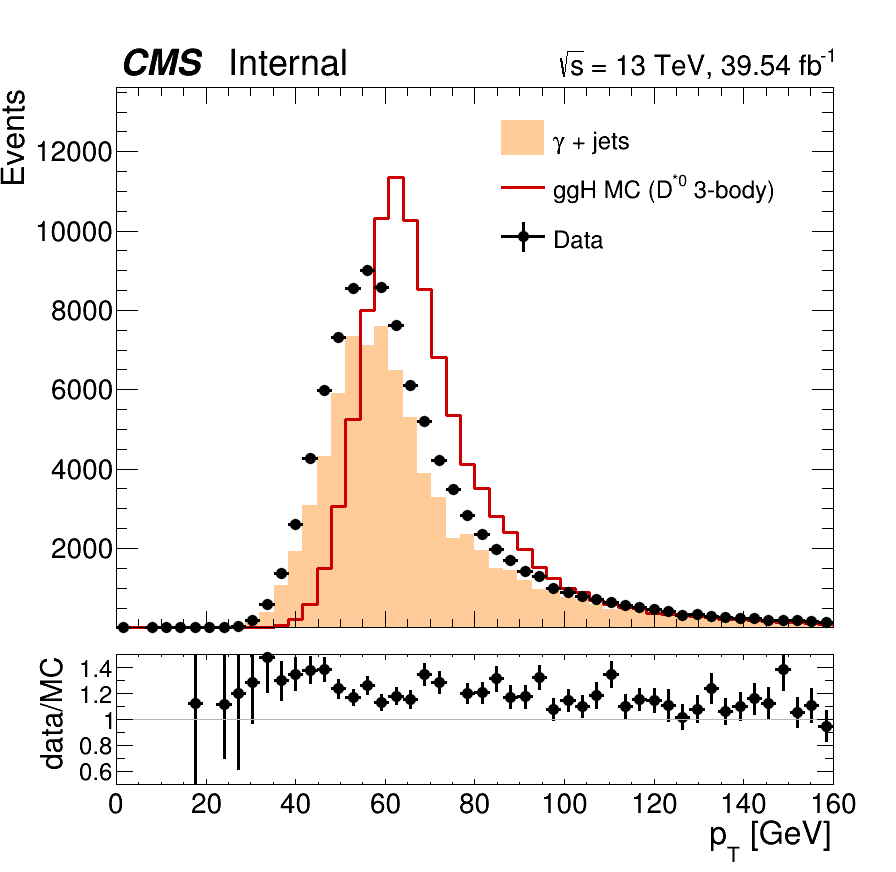 CMS Internal √s = 13 TeV, 39.54 fb⁻¹
Events
12000
10000
8000
6000
4000
2000
γ + jets
ggH MC (D*⁰ 3-body)
Data
data/MC
1.4
1.2
1
0.8
0.6
0 20 40 60 80 100 120 140 160
p_T [GeV]